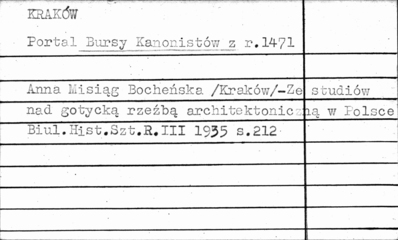 KRAKÓW
Portal Bursy Kanonistów z r.1471
Anna Misiąg Bocheńska /Kraków/-Ze studiów
nad gotycką rzeźbą architektoniczną w Polsce
Biul.Hist.Szt.R.III 1935 s.212